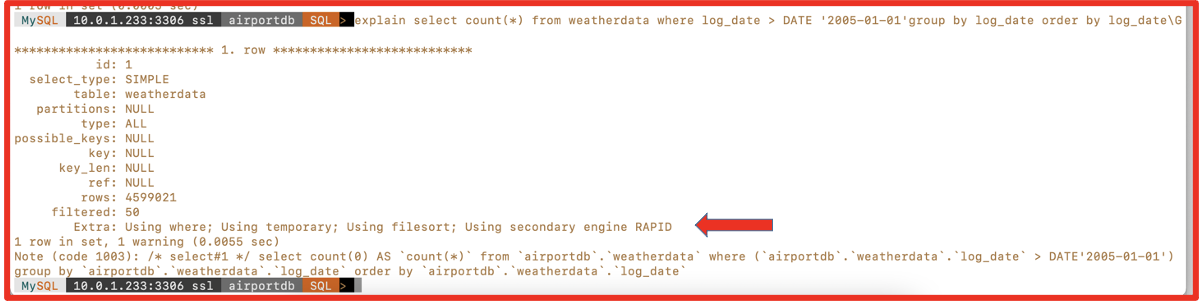 1 row in set (0.0005 sec)
MySQL 10.0.1.233:3306 ssl airportdb SQL > explain select count(*) from weatherdata where log_date > DATE '2005-01-01'group by log_date order by log_date\G
*************************** 1. row ***************************
id: 1
select_type: SIMPLE
table: weatherdata
partitions: NULL
type: ALL
possible_keys: NULL
key: NULL
key_len: NULL
ref: NULL
rows: 4599021
filtered: 50
Extra: Using where; Using temporary; Using filesort; Using secondary engine RAPID
1 row in set, 1 warning (0.0055 sec)
Note (code 1003): /* select#1 */ select count(0) AS `count(*)` from `airportdb`.`weatherdata` where (`airportdb`.`weatherdata`.`log_date` > DATE'2005-01-01')
group by `airportdb`.`weatherdata`.`log_date` order by `airportdb`.`weatherdata`.`log_date`
MySQL 10.0.1.233:3306 ssl airportdb SQL >